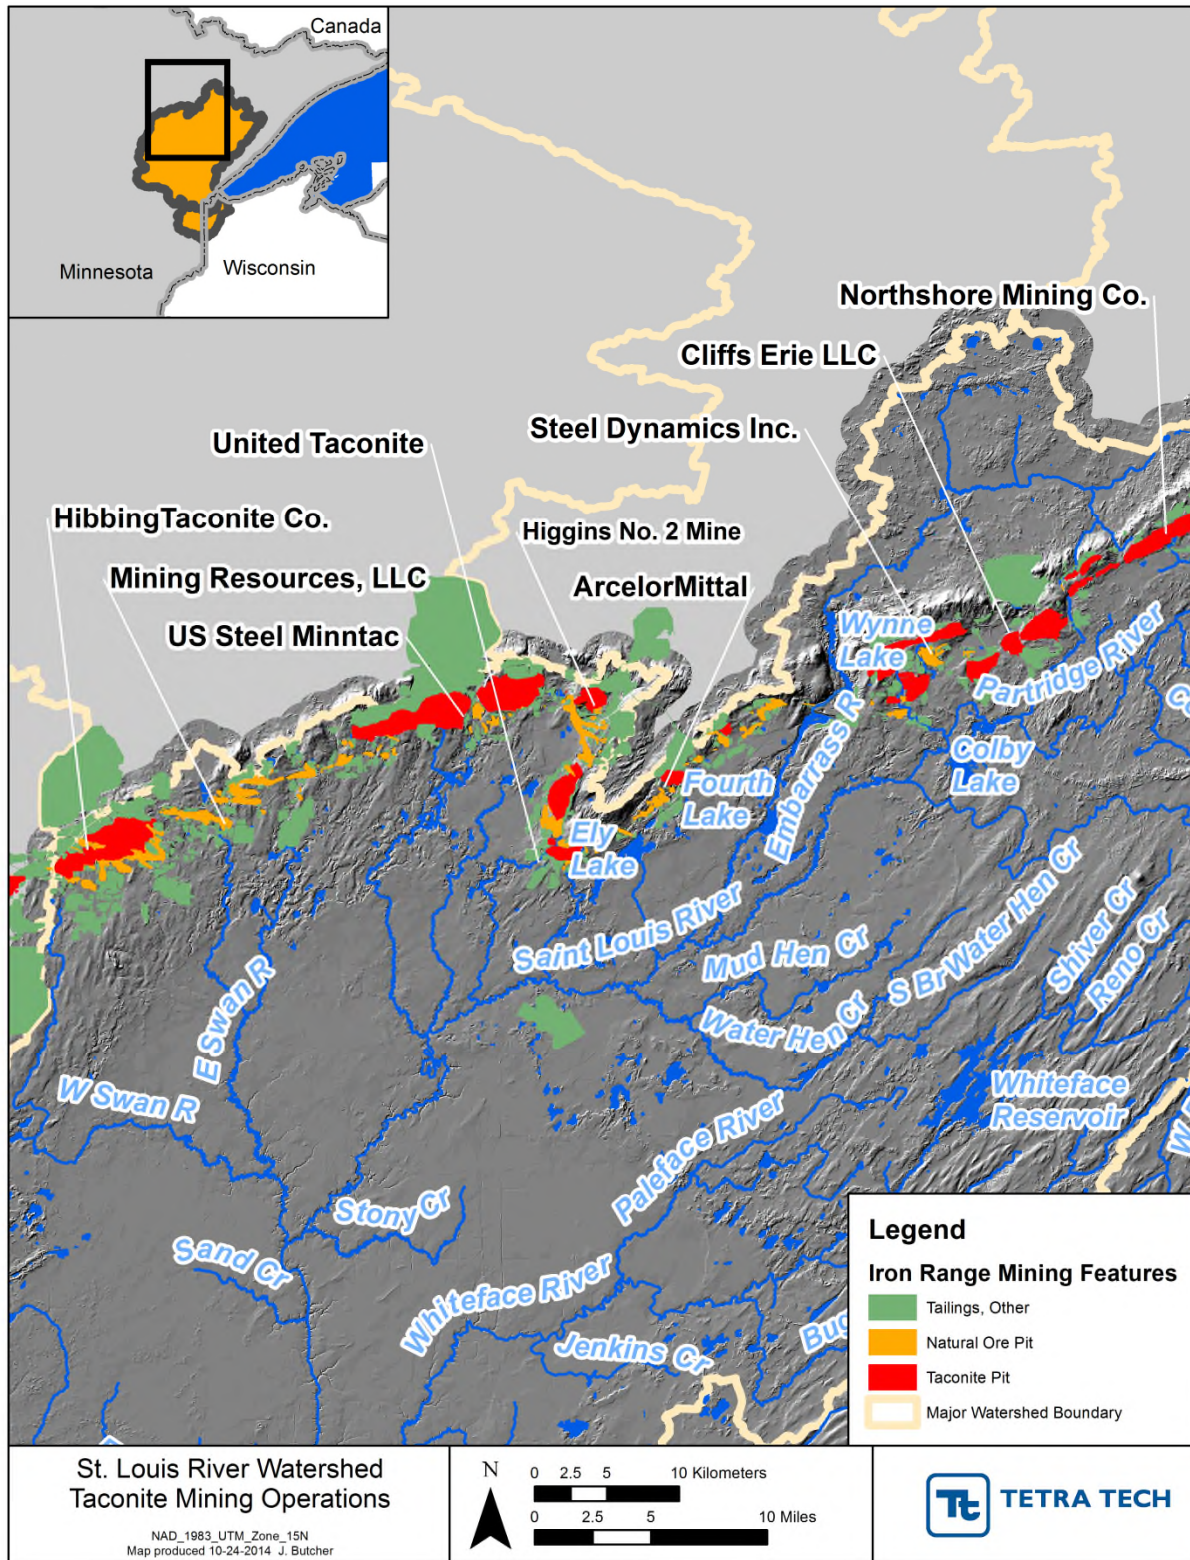 Canada
Minnesota
Wisconsin
Northshore Mining Co.
Cliffs Erie LLC
Steel Dynamics Inc.
United Taconite
HibbingTaconite Co.
Higgins No. 2 Mine
Mining Resources, LLC
ArcelorMittal
US Steel Minntac
Wynne
Lake
Partridge River
Embarrass R
Colby
Lake
Fourth
Lake
Ely
Lake
Saint Louis River
Mud Hen Cr
S Br Water Hen Cr
Shiver Cr
Reno Cr
Water Hen Cr
E Swan R
W Swan R
Whiteface
Reservoir
Paleface River
Stony Cr
Sand Cr
Whiteface River
Jenkins Cr
Bug
Legend
Iron Range Mining Features
Tailings, Other
Natural Ore Pit
Taconite Pit
Major Watershed Boundary
St. Louis River Watershed
Taconite Mining Operations
NAD_1983_UTM_Zone_15N
Map produced 10-24-2014 J. Butcher
N
0 2.5 5 10 Kilometers
0 2.5 5 10 Miles
Tt TETRA TECH